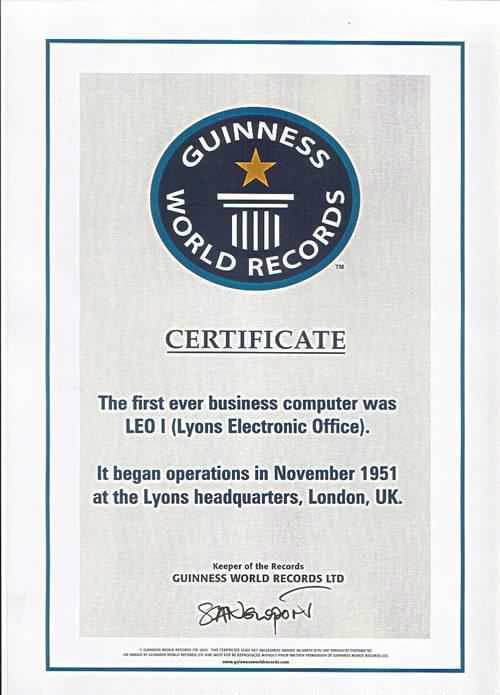 GUINNESS
WORLD RECORDS
TM
CERTIFICATE
The first ever business computer was
LEO I (Lyons Electronic Office).
It began operations in November 1951
at the Lyons headquarters, London, UK.
Keeper of the Records
GUINNESS WORLD RECORDS LTD
www.guinnessworldrecords.com